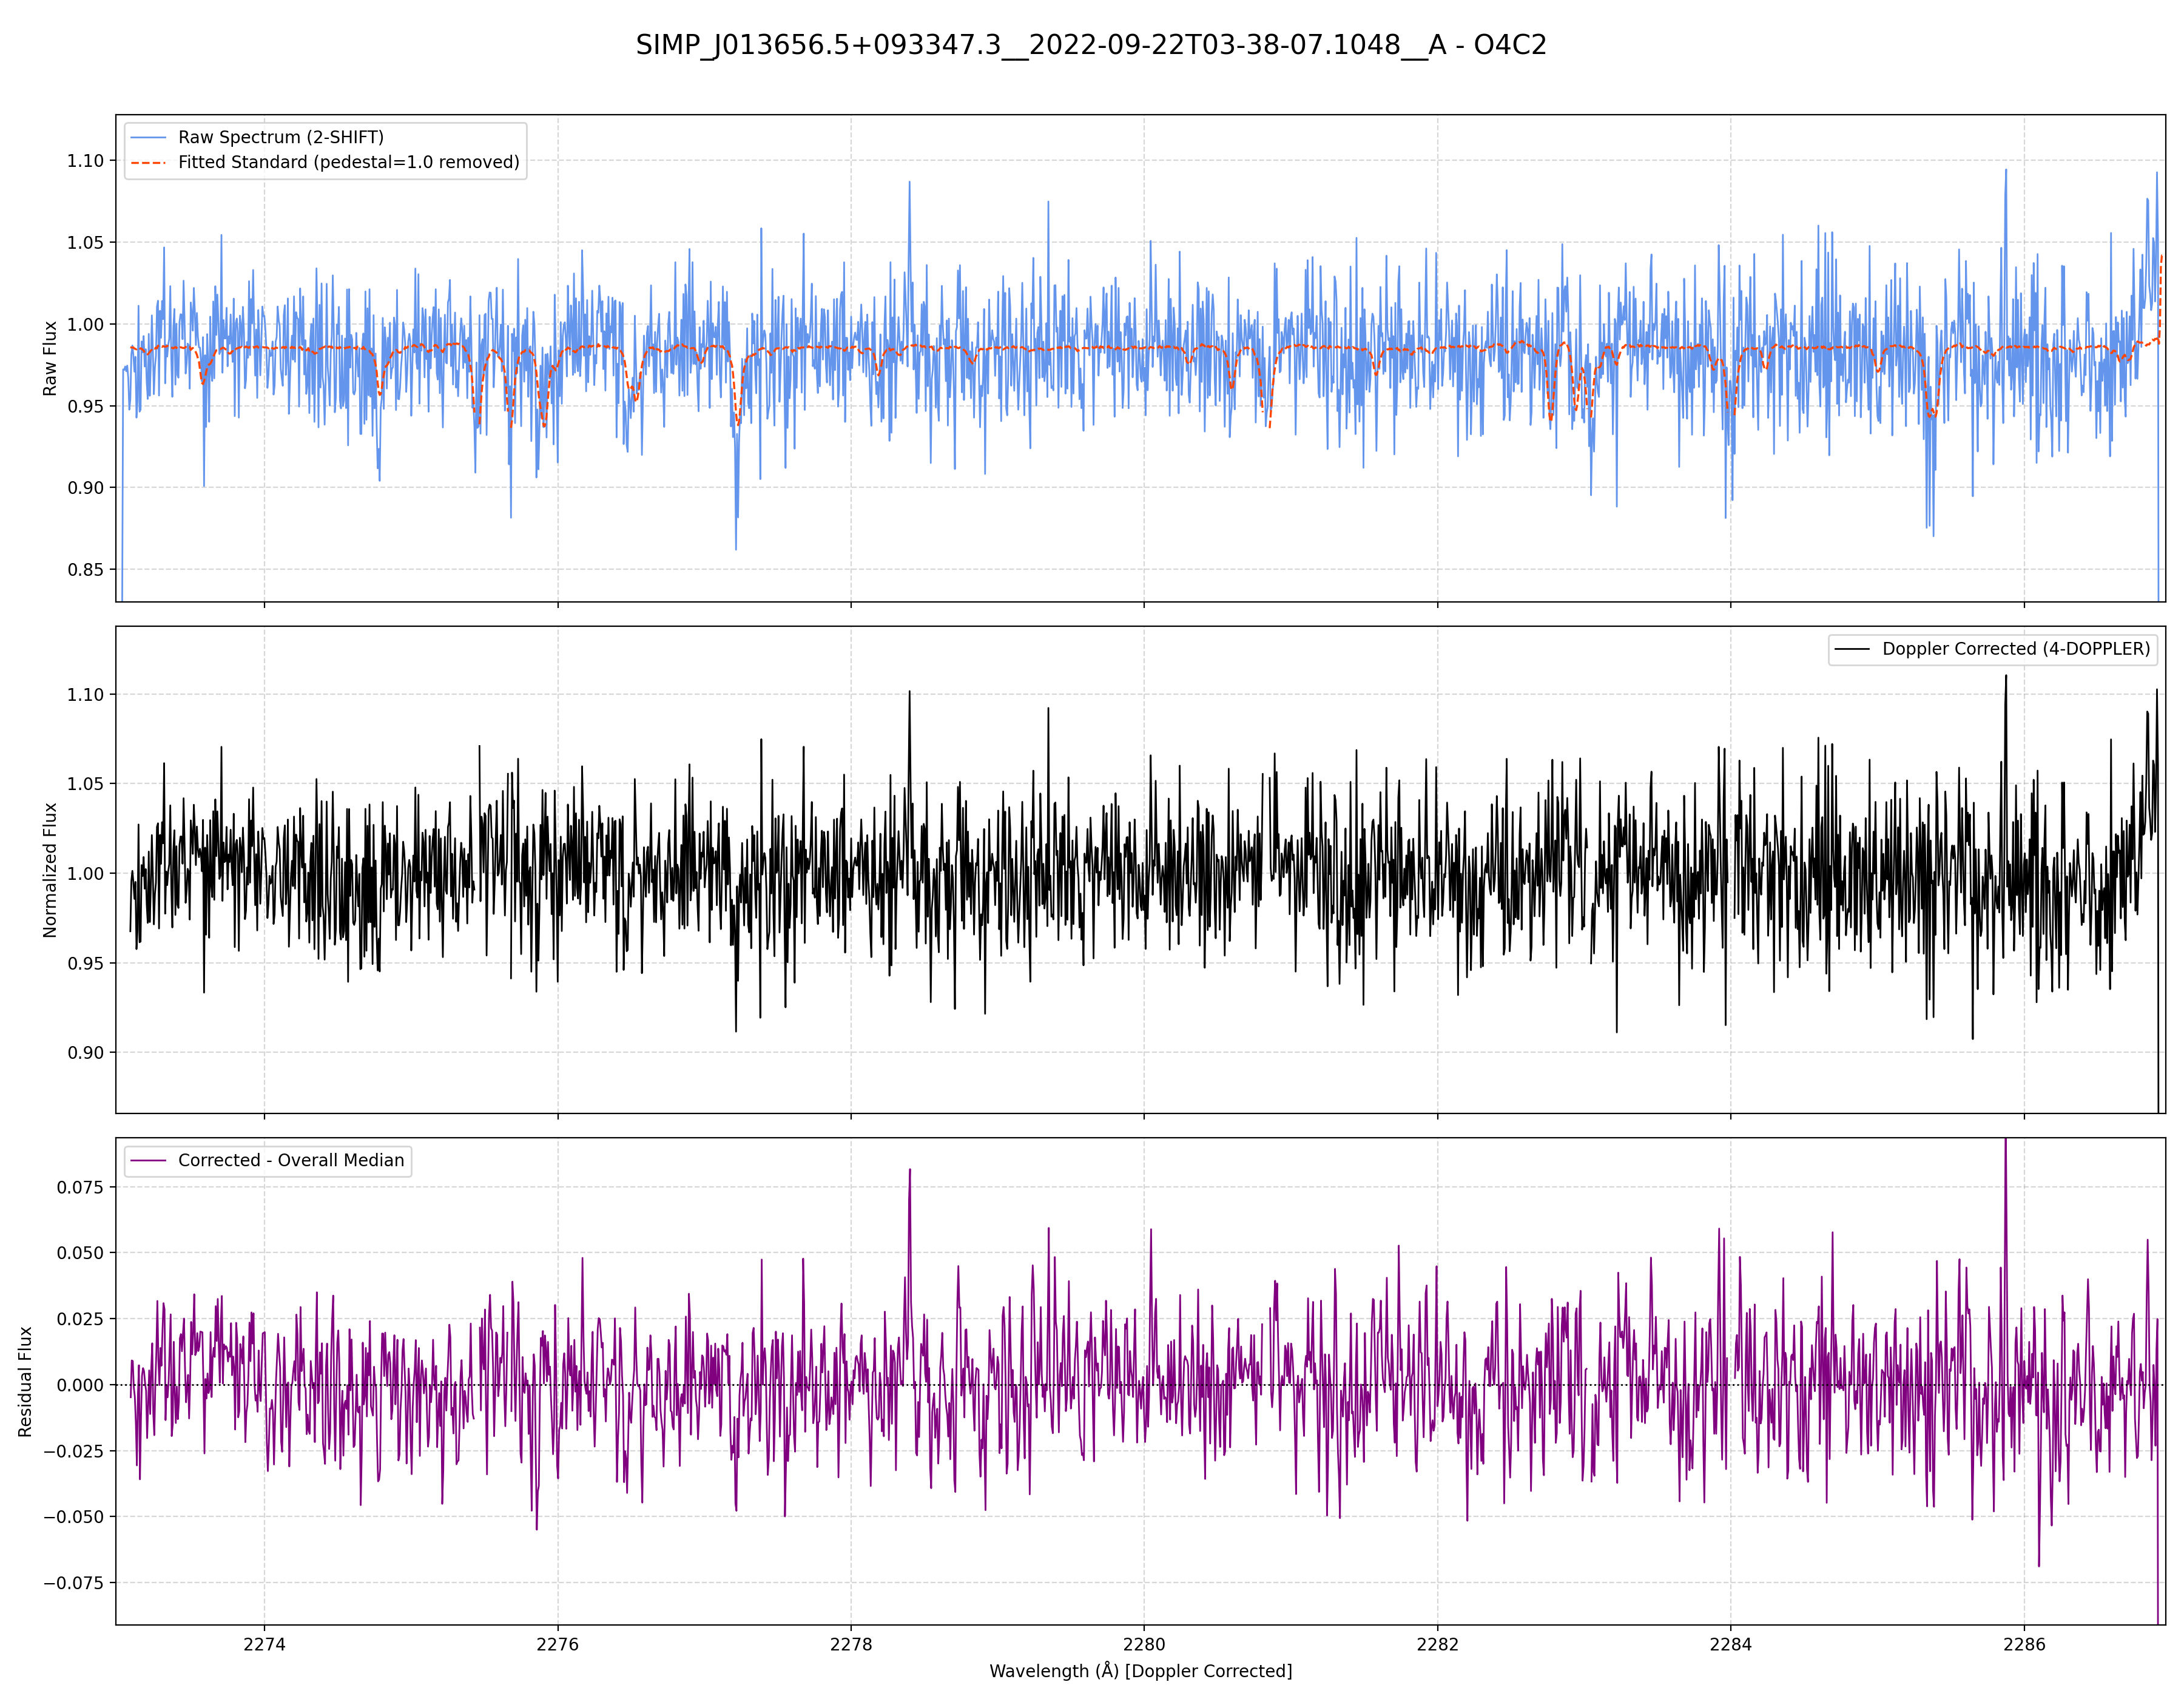 SIMP_J013656.5+093347.3__2022-09-22T03-38-07.1048__A - O4C2
Raw Spectrum (2-SHIFT)
Fitted Standard (pedestal=1.0 removed)
1.10
1.05
1.00
0.95
0.90
0.85
Raw Flux
Doppler Corrected (4-DOPPLER)
1.10
1.05
1.00
0.95
0.90
Normalized Flux
Corrected - Overall Median
0.075
0.050
0.025
0.000
−0.025
−0.050
−0.075
Residual Flux
2274 2276 2278 2280 2282 2284 2286
Wavelength (Å) [Doppler Corrected]